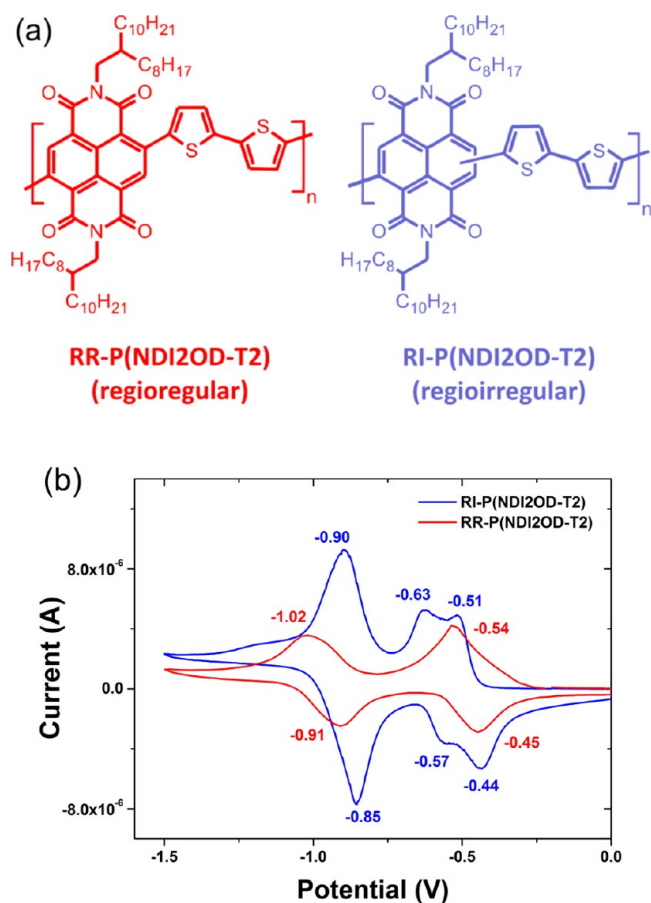 (a)
C10H21
C8H17
O N O
S
S
n
O N O
H17C8
C10H21
C10H21
C8H17
O N O
S
S
n
O N O
H17C8
C10H21
RR-P(NDI2OD-T2)
(regioregular)
RI-P(NDI2OD-T2)
(regioirregular)
(b)
RI-P(NDI2OD-T2)
RR-P(NDI2OD-T2)
-0.90
-0.63
-0.51
-1.02
-0.54
-0.91
-0.45
-0.57
-0.44
-0.85
8.0x10-6
0.0
-8.0x10-6
Current (A)
-1.5
-1.0
-0.5
0.0
Potential (V)